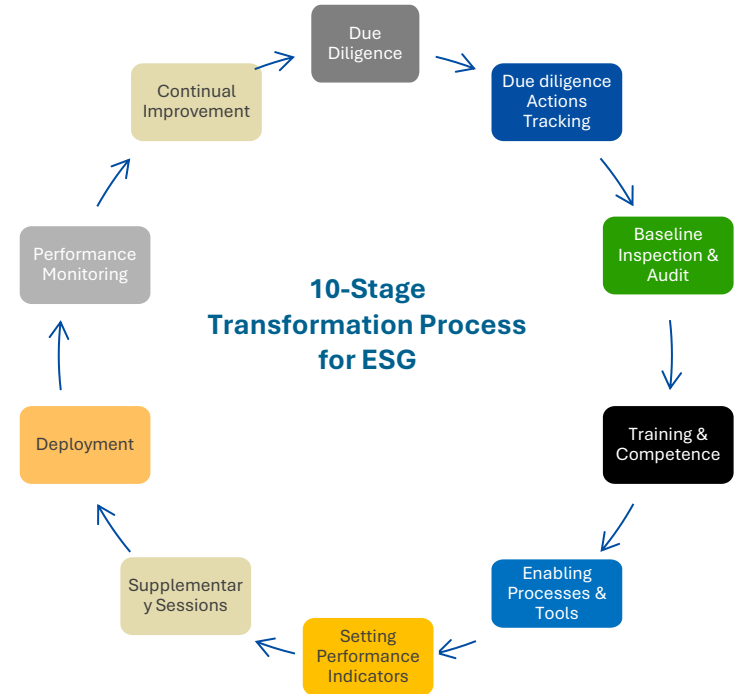 Due
Diligence
Due diligence
Actions
Tracking
Baseline
Inspection &
Audit
Training &
Competence
Enabling
Processes &
Tools
Setting
Performance
Indicators
Supplementar
y Sessions
Deployment
Performance
Monitoring
Continual
Improvement
10-Stage
Transformation Process
for ESG